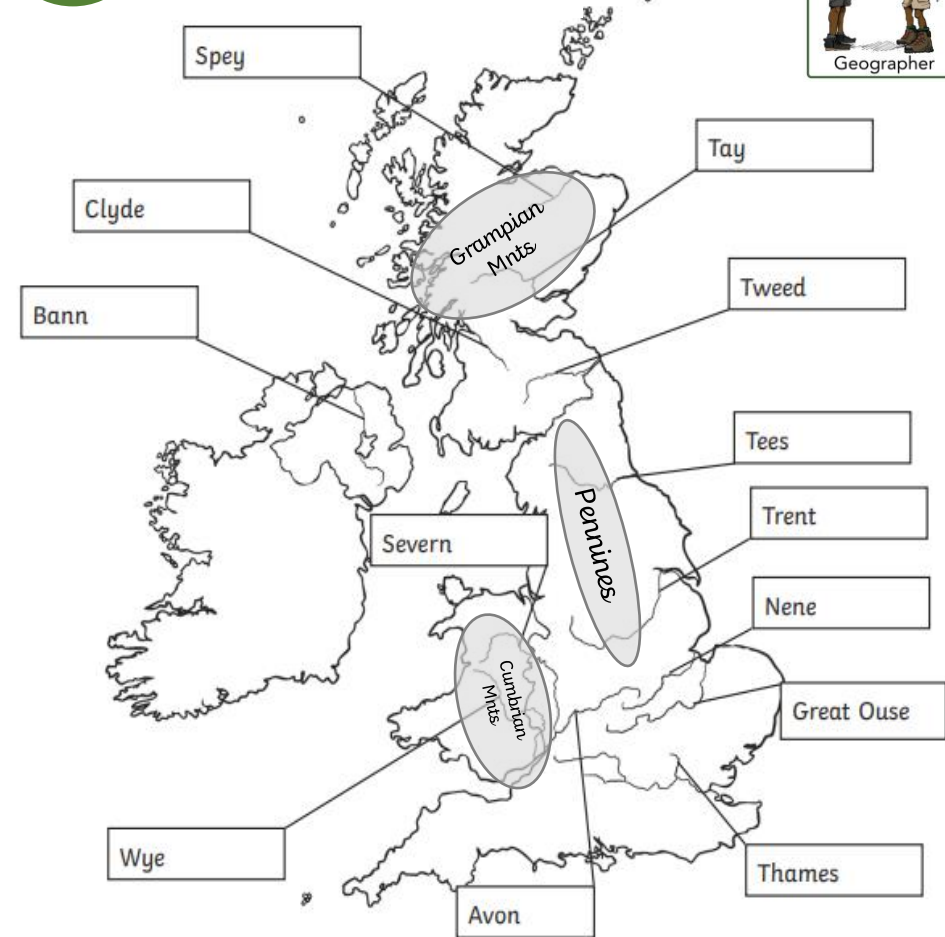 Geographer
Spey
Tay
Clyde
Grampian
Mnts
Tweed
Bann
Tees
Pennines
Trent
Severn
Nene
Cumbrian
Mnts
Great Ouse
Wye
Thames
Avon